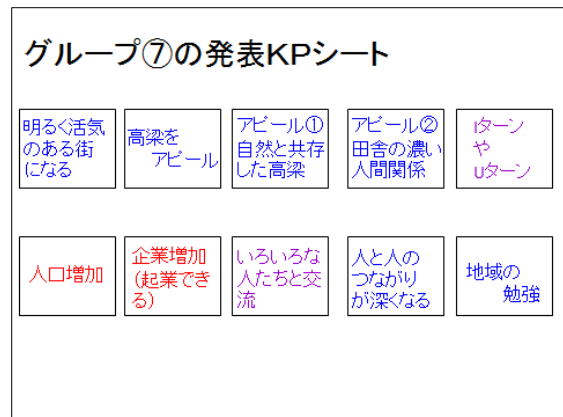 グループ⑦の発表KPシート
明るく活気
のある街
になる
高梁を
アピール
アピール①
自然と共存
した高梁
アピール②
田舎の濃い
人間関係
Iターン
や
Uターン
人口増加
企業増加
(起業でき
る)
いろいろな
人たちと交
流
人と人の
つながり
が深くなる
地域の
勉強